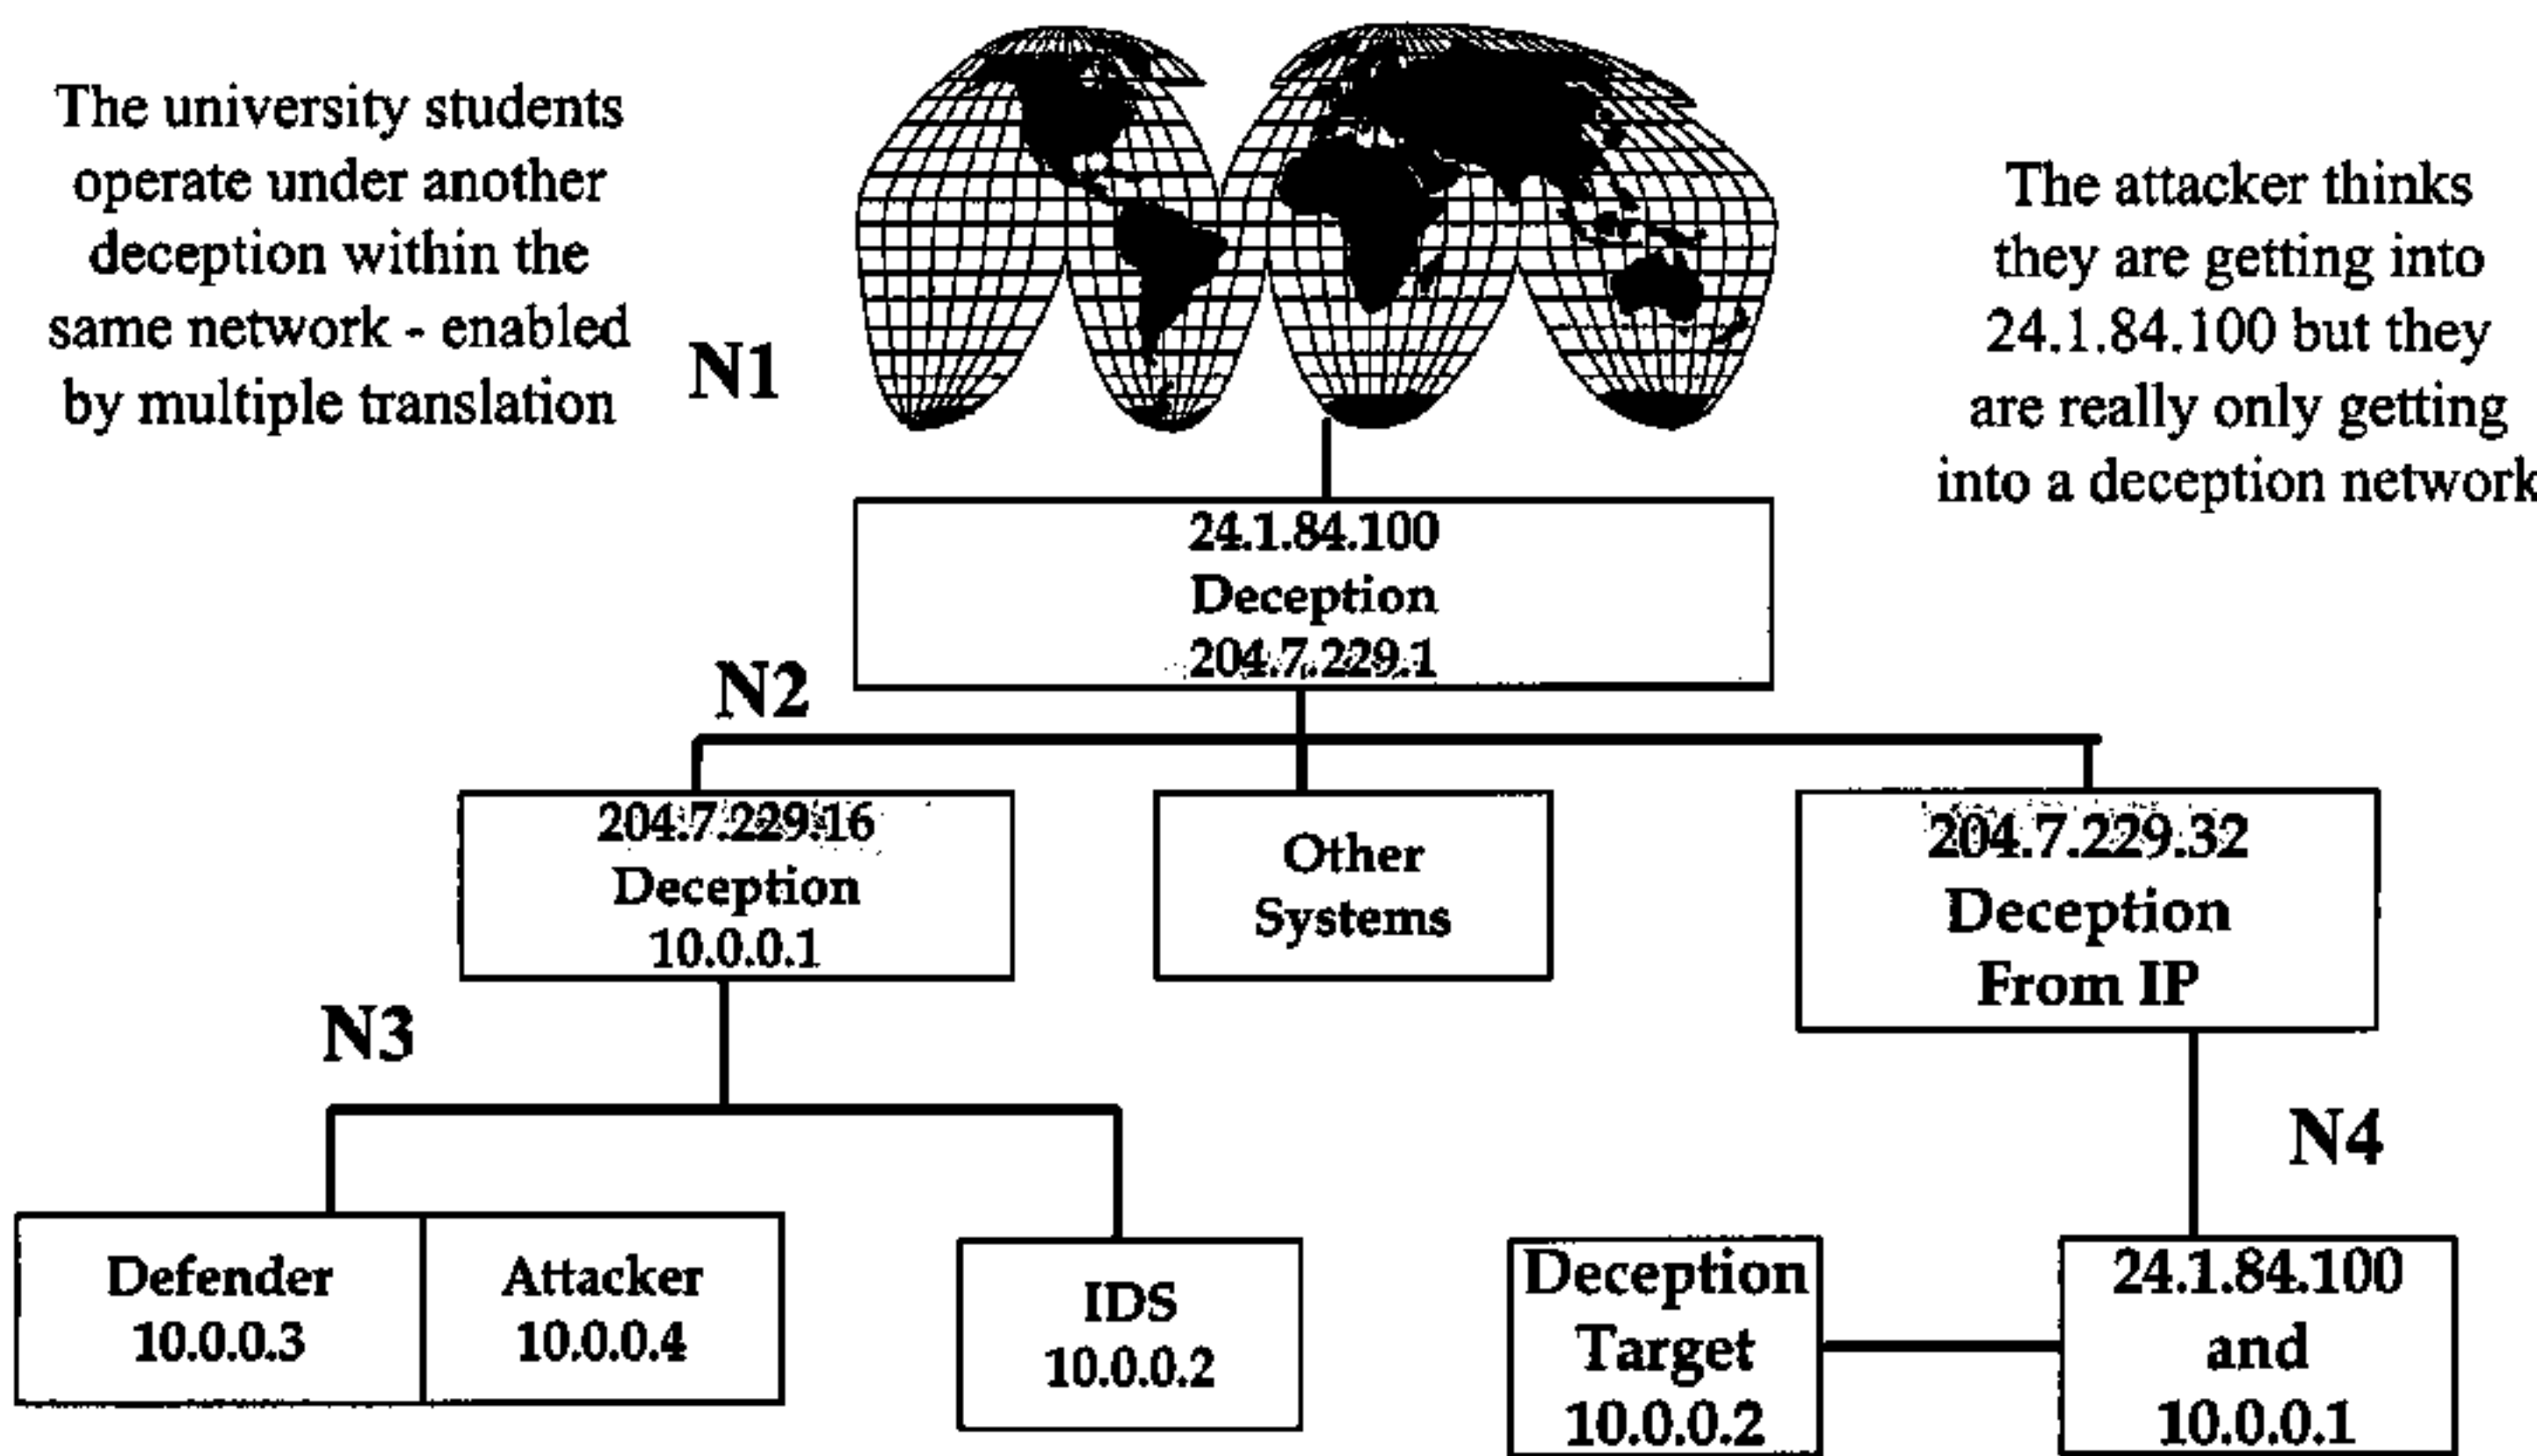 The university students
operate under another
deception within the
same network - enabled
by multiple translation
N1
The attacker thinks
they are getting into
24.1.84.100 but they
are really only getting
into a deception network
24.1.84.100
Deception
204.7.229.1
N2
204.7.229.16
Deception
10.0.0.1
Other
Systems
204.7.229.32
Deception
From IP
N3
N4
Defender
10.0.0.3
Attacker
10.0.0.4
IDS
10.0.0.2
Deception
Target
10.0.0.2
24.1.84.100
and
10.0.0.1